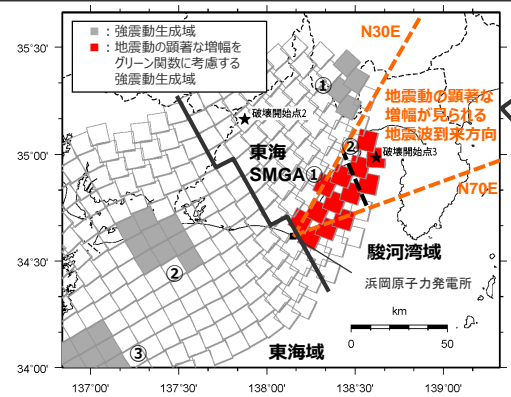 ■：強震動生成域
■：地震動の顕著な増幅を
グリーン関数に考慮する
強震動生成域
N30E
地震動の顕著な
増幅が見られる
地震波到来方向
N70E
①
★破壊開始点2
②
★破壊開始点3
東海
SMGA①
駿河湾域
浜岡原子力発電所
②
③
東海域
km
0 50
35°30'
35°00'
34°30'
34°00'
137°00' 137°30' 138°00' 138°30' 139°00'